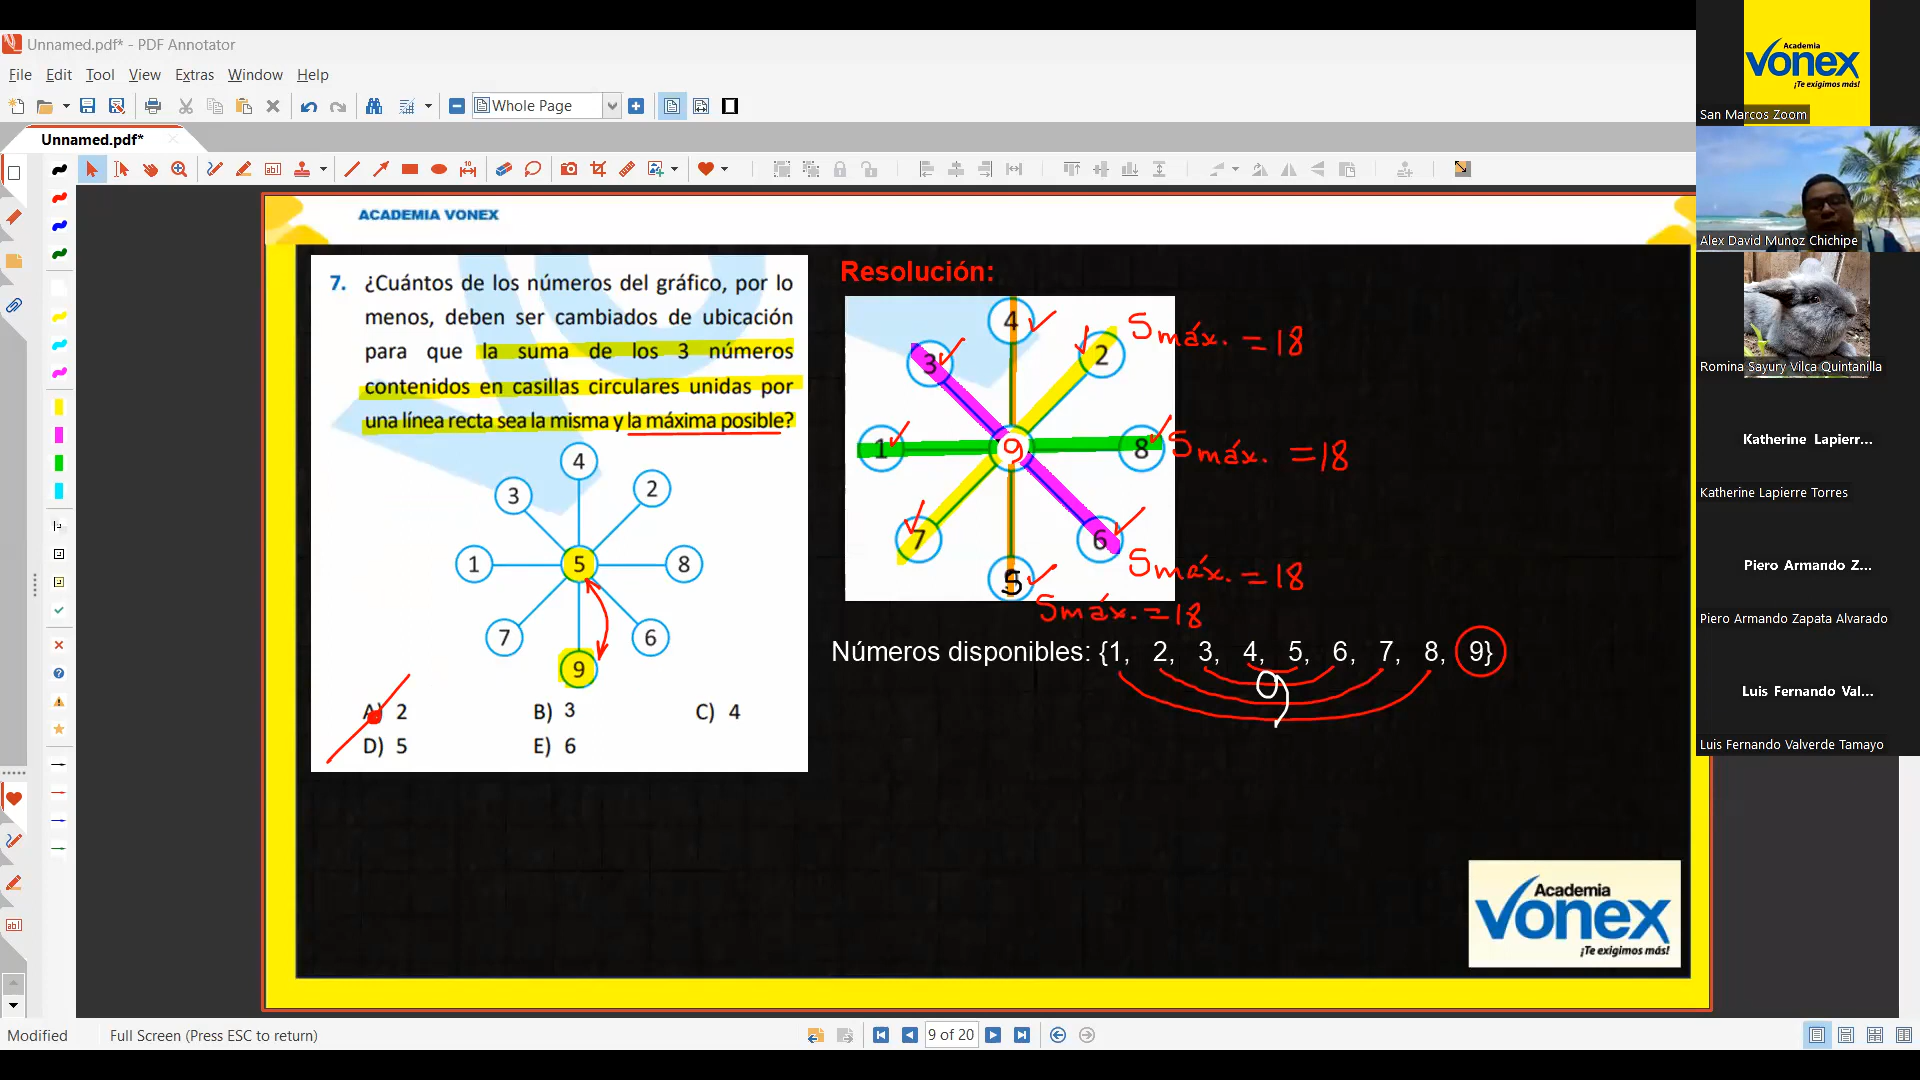 Unnamed.pdf* - PDF Annotator
File Edit Tool View Extras Window Help
Whole Page
Unnamed.pdf*
ACADEMIA VONEX
7. ¿Cuántos de los números del gráfico, por lo
menos, deben ser cambiados de ubicación
para que la suma de los 3 números
contenidos en casillas circulares unidas por
una línea recta sea la misma y la máxima posible?
4
3 2
1 5 8
7 6
9
A) 2 B) 3 C) 4
D) 5 E) 6
Resolución:
4
3 2 Smáx. = 18
1 9 8 Smáx. = 18
7 6 Smáx. = 18
5 Smáx. = 18
Números disponibles: {1, 2, 3, 4, 5, 6, 7, 8, 9}
9
Academia
vonex
¡Te exigimos más!
Academia
vonex
¡Te exigimos más!
San Marcos Zoom
Alex David Munoz Chichipe
Romina Sayury Vilca Quintanilla
Katherine Lapierr...
Katherine Lapierre Torres
Piero Armando Z...
Piero Armando Zapata Alvarado
Luis Fernando Val...
Luis Fernando Valverde Tamayo
Modified Full Screen (Press ESC to return) 9 of 20